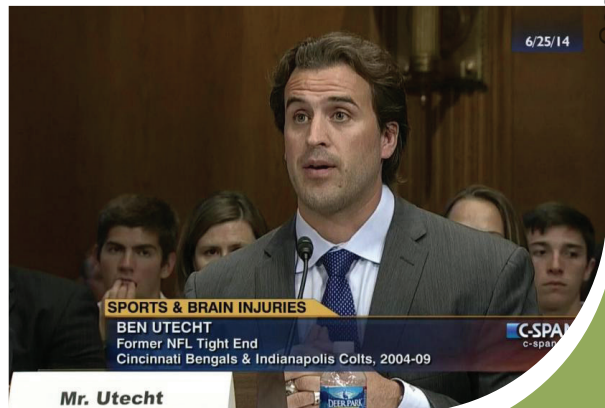 6/25/14
SPORTS & BRAIN INJURIES
BEN UTECHT
Former NFL Tight End
Cincinnati Bengals & Indianapolis Colts, 2004-09
C-SPAN
c-span
Mr. Utecht
DEER PARK